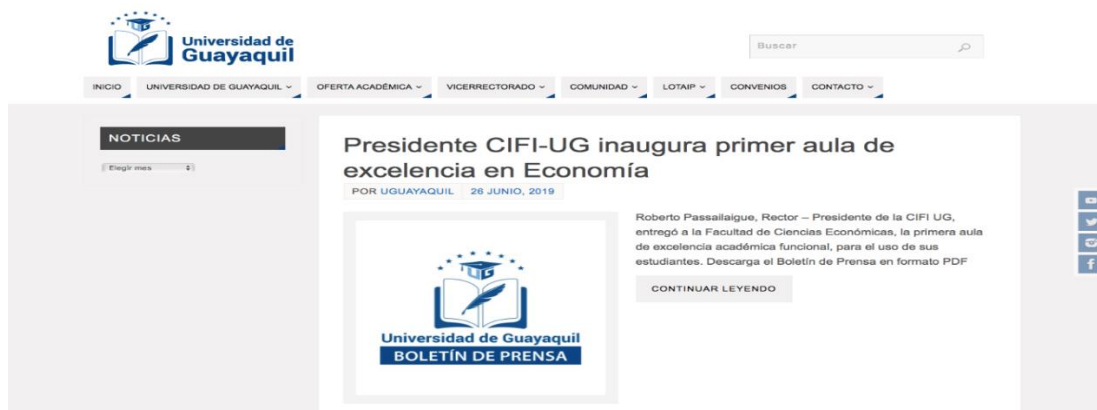 Universidad de
Guayaquil
Buscar
INICIO UNIVERSIDAD DE GUAYAQUIL OFERTA ACADÉMICA VICERRECTORADO COMUNIDAD LOTAIP CONVENIOS CONTACTO
NOTICIAS
Elegir mes
Presidente CIFI-UG inaugura primer aula de
excelencia en Economía
POR UGUAYAQUIL 26 JUNIO, 2019
Roberto Passailaigue, Rector – Presidente de la CIFI UG,
entregó a la Facultad de Ciencias Económicas, la primera aula
de excelencia académica funcional, para el uso de sus
estudiantes. Descarga el Boletín de Prensa en formato PDF
CONTINUAR LEYENDO
UG
Universidad de Guayaquil
BOLETÍN DE PRENSA